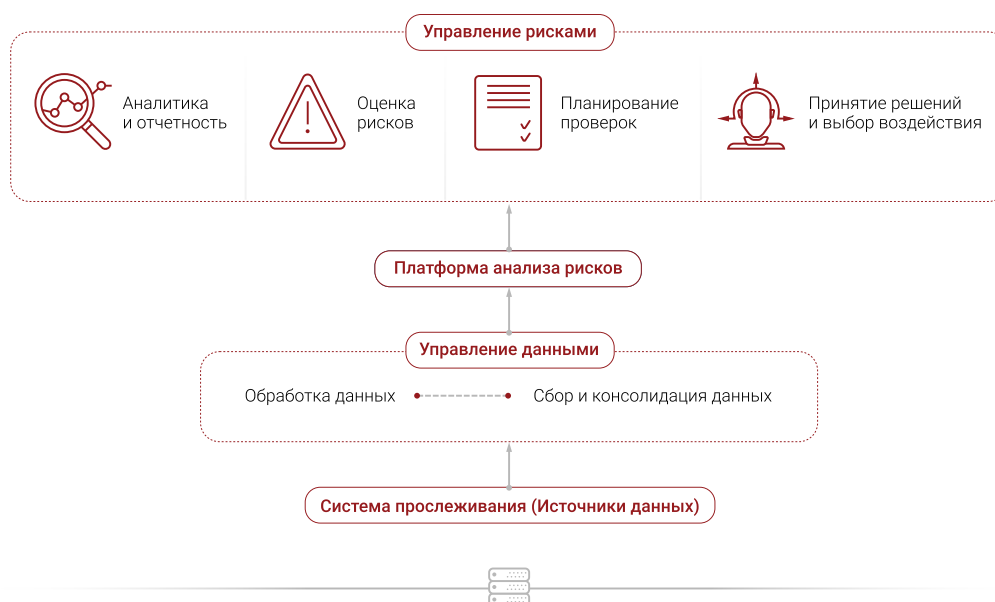 Управление рисками
Аналитика
и отчетность
Оценка
рисков
Планирование
проверок
Принятие решений
и выбор воздействия
Платформа анализа рисков
Управление данными
Обработка данных
Сбор и консолидация данных
Система прослеживания (Источники данных)